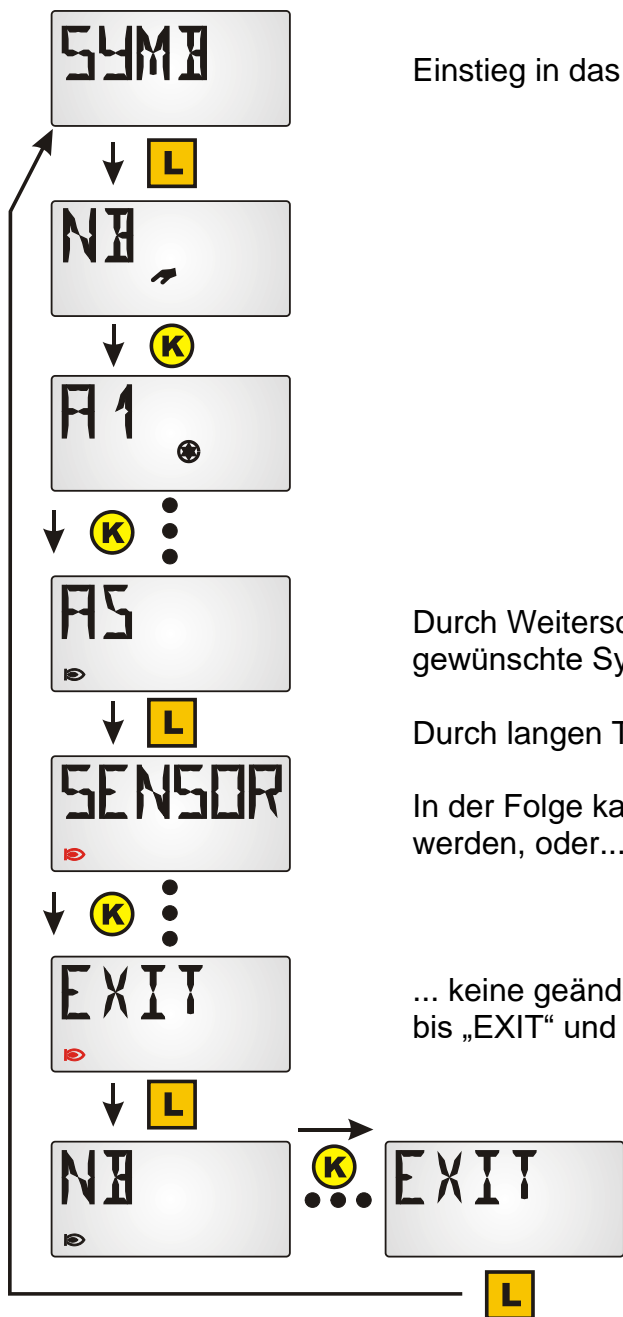 SYMB
Einstieg in das
L
NB
K
A1
K
A5
Durch Weitersc
gewünschte Sy
L
Durch langen T
SENSOR
In der Folge ka
werden, oder...
K
EXIT
... keine geänd
bis „EXIT“ und
L
NB
K
EXIT
L